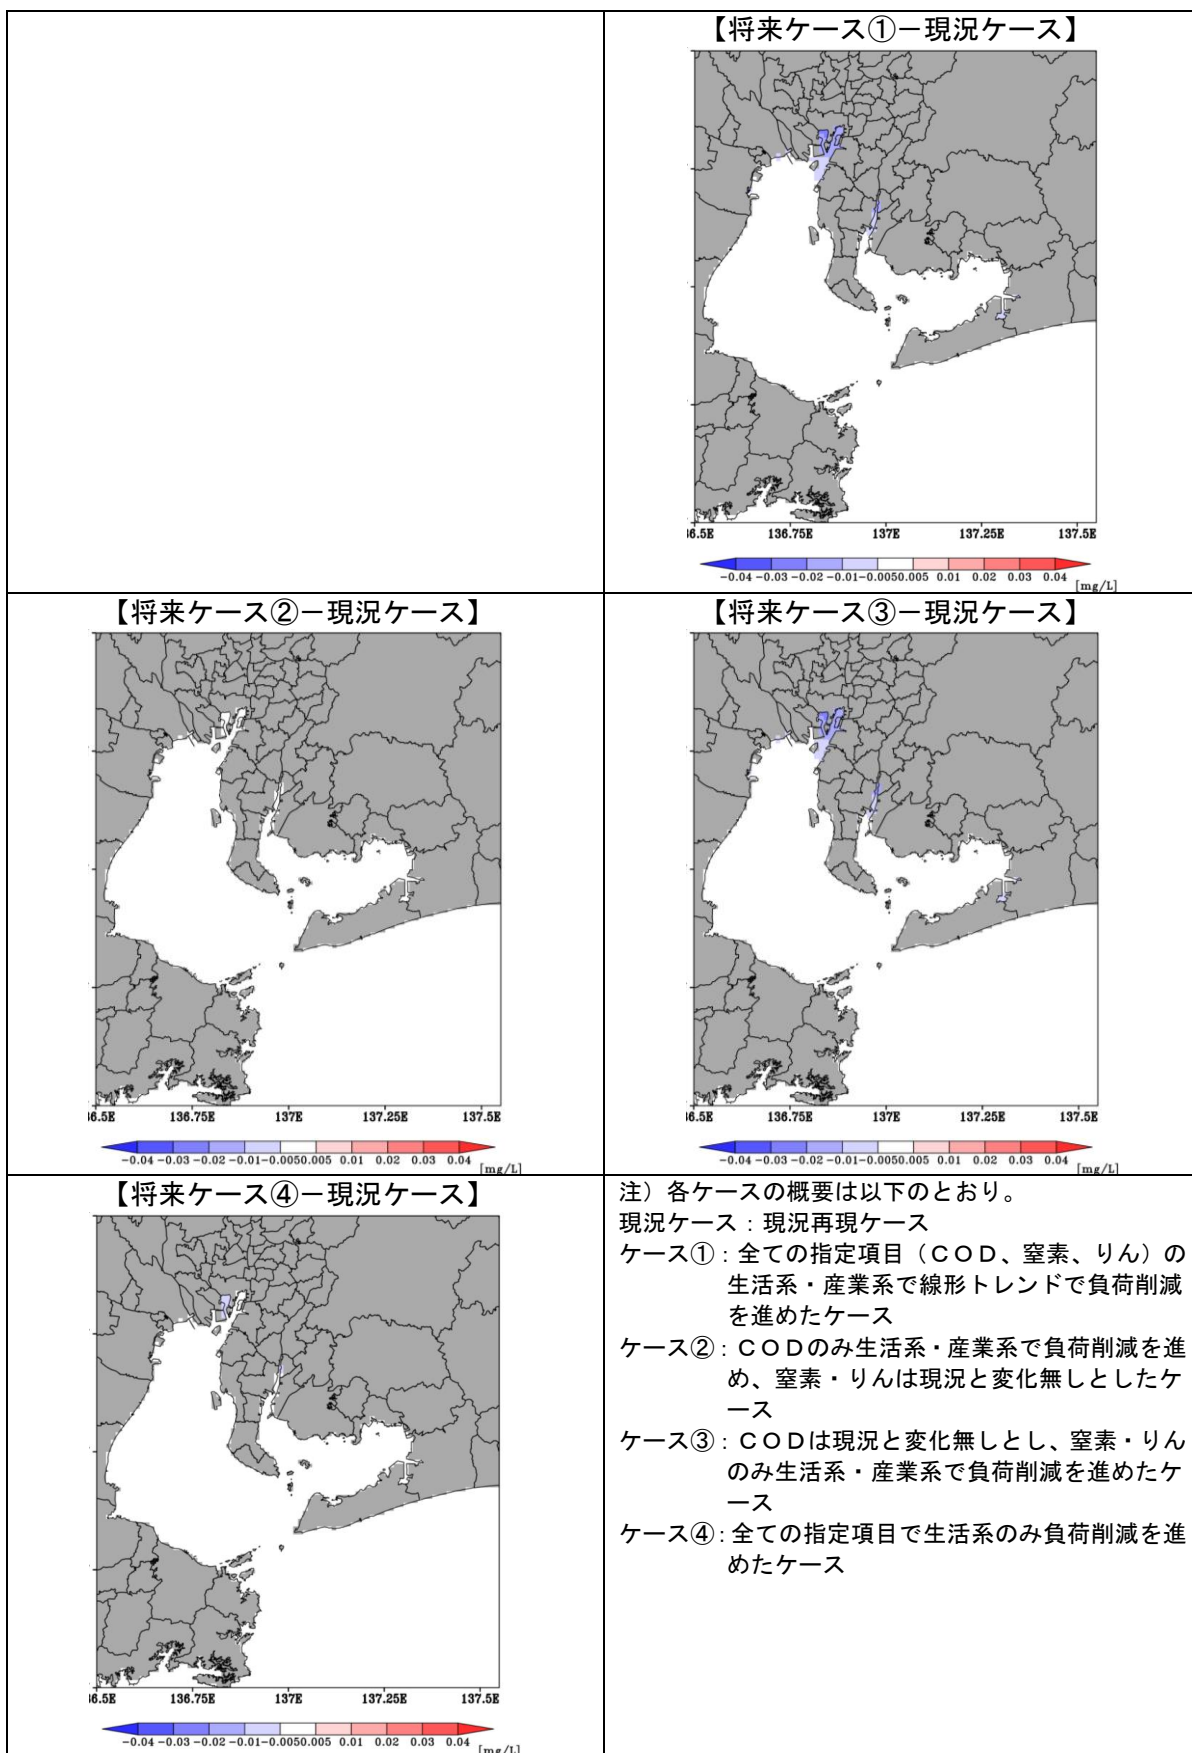 【将来ケース①－現況ケース】
36.5E 136.75E 137E 137.25E 137.5E
-0.04 -0.03 -0.02 -0.01 -0.005 0.005 0.01 0.02 0.03 0.04 [mg/L]
【将来ケース②－現況ケース】
36.5E 136.75E 137E 137.25E 137.5E
-0.04 -0.03 -0.02 -0.01 -0.005 0.005 0.01 0.02 0.03 0.04 [mg/L]
【将来ケース③－現況ケース】
36.5E 136.75E 137E 137.25E 137.5E
-0.04 -0.03 -0.02 -0.01 -0.005 0.005 0.01 0.02 0.03 0.04 [mg/L]
【将来ケース④－現況ケース】
36.5E 136.75E 137E 137.25E 137.5E
-0.04 -0.03 -0.02 -0.01 -0.005 0.005 0.01 0.02 0.03 0.04 [mg/L]
注）各ケースの概要は以下のとおり。
現況ケース：現況再現ケース
ケース①：全ての指定項目（ＣＯＤ、窒素、りん）の
生活系・産業系で線形トレンドで負荷削減
を進めたケース
ケース②：ＣＯＤのみ生活系・産業系で負荷削減を進
め、窒素・りんは現況と変化無しとしたケ
ース
ケース③：ＣＯＤは現況と変化無しとし、窒素・りん
のみ生活系・産業系で負荷削減を進めたケ
ース
ケース④：全ての指定項目で生活系のみ負荷削減を進
めたケース